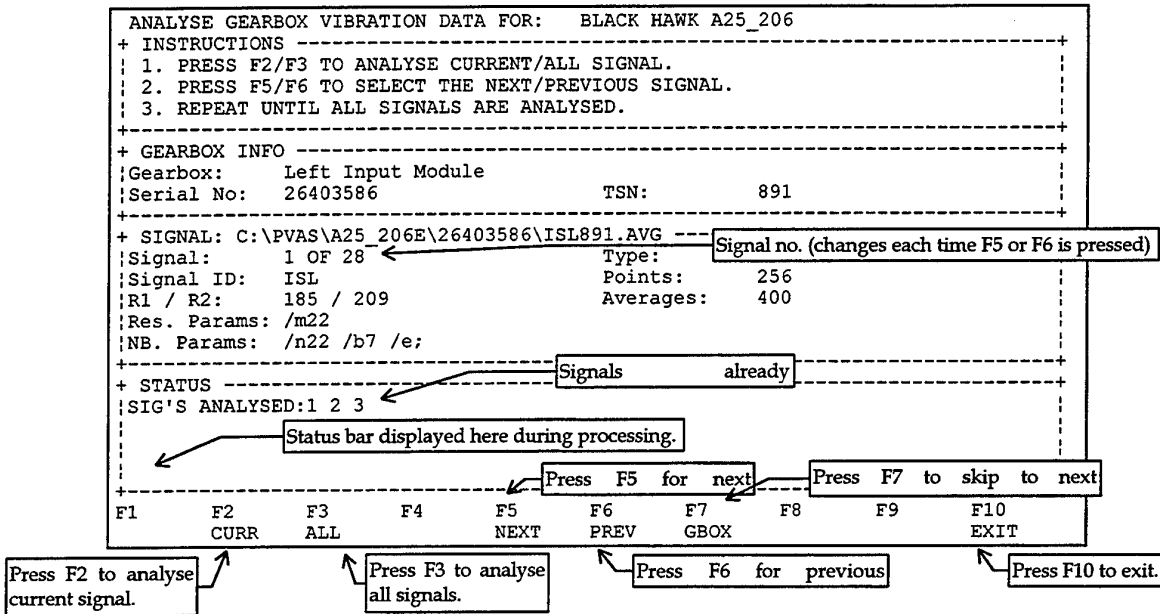 ANALYSE GEARBOX VIBRATION DATA FOR: BLACK HAWK A25_206
INSTRUCTIONS
1. PRESS F2/F3 TO ANALYSE CURRENT/ALL SIGNAL.
2. PRESS F5/F6 TO SELECT THE NEXT/PREVIOUS SIGNAL.
3. REPEAT UNTIL ALL SIGNALS ARE ANALYSED.
GEARBOX INFO
Gearbox: Left Input Module
Serial No: 26403586 TSN: 891
SIGNAL: C:\PVAS\A25_206E\26403586\ISL891.AVG
Signal no. (changes each time F5 or F6 is pressed)
Signal: 1 OF 28 Type:
Signal ID: ISL Points: 256
R1 / R2: 185 / 209 Averages: 400
Res. Params: /m22
NB. Params: /n22 /b7 /e;
Signals already
STATUS
SIG'S ANALYSED:1 2 3
Status bar displayed here during processing.
Press F5 for next
Press F7 to skip to next
F1 F2 F3 F4 F5 F6 F7 F8 F9 F10
CURR ALL NEXT PREV GBOX EXIT
Press F2 to analyse
current signal.
Press F3 to analyse
all signals.
Press F6 for previous
Press F10 to exit.